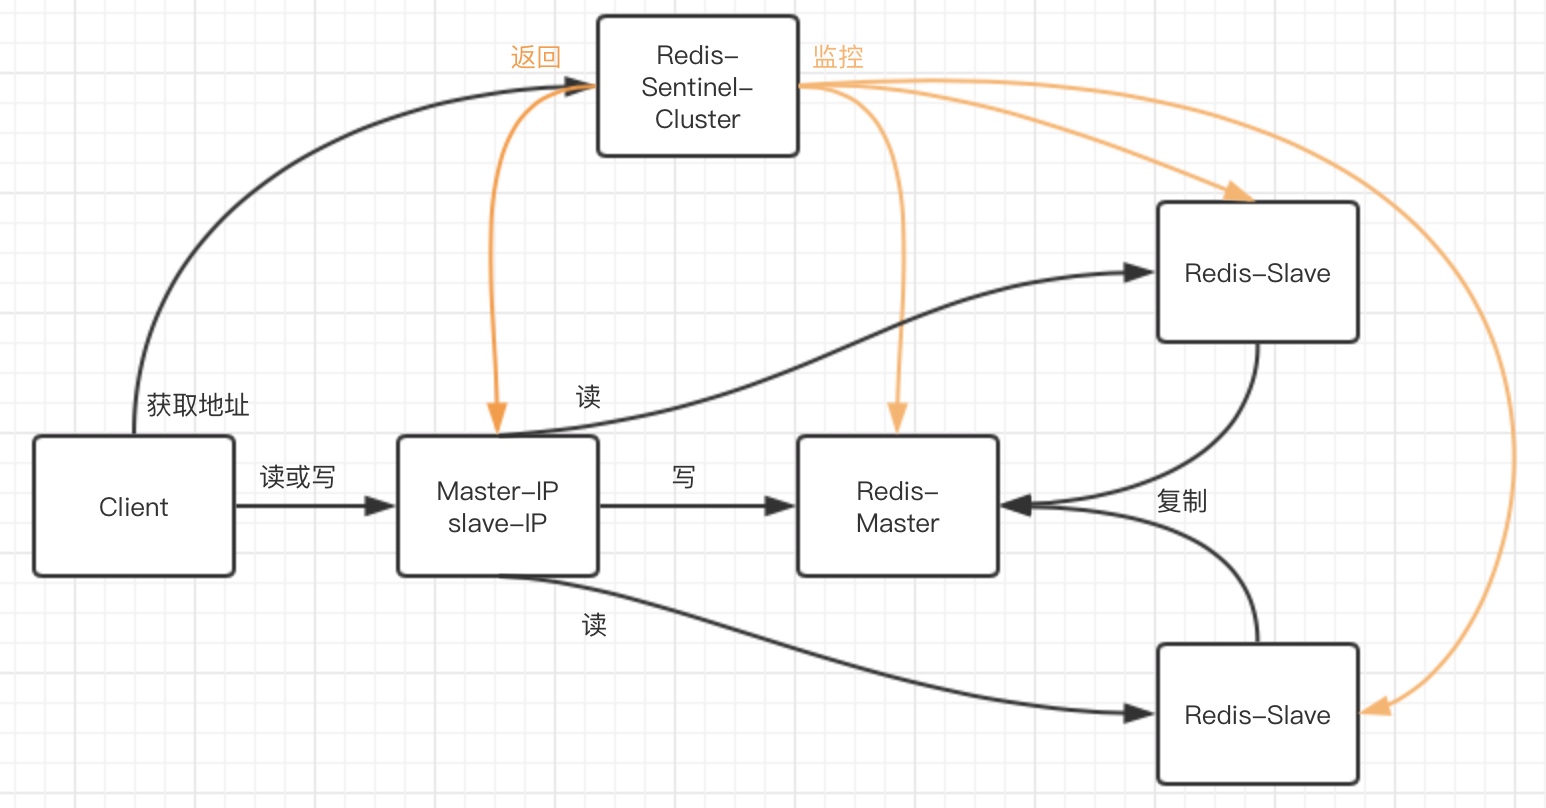 返回
Redis–
Sentinel–
Cluster
监控
Redis–Slave
获取地址
读
Client
读或写
Master–IP
slave–IP
写
Redis–
Master
复制
读
Redis–Slave